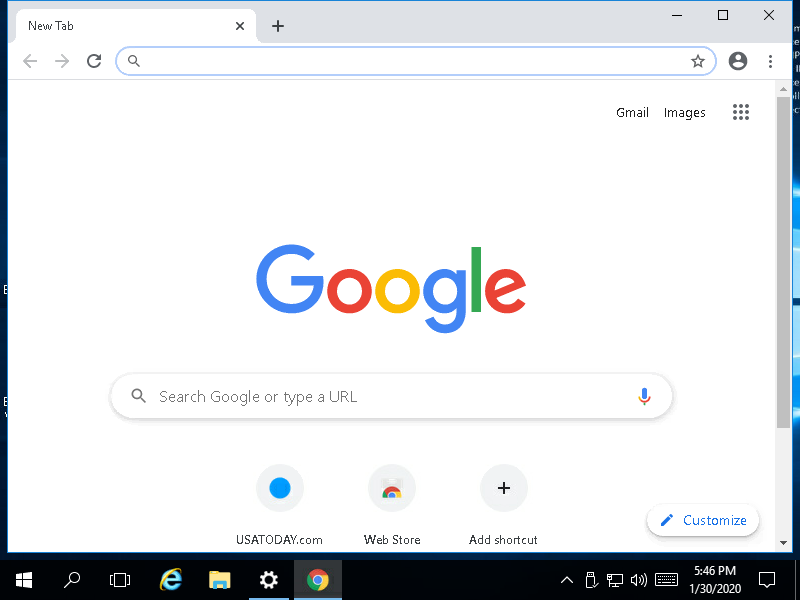 New Tab
Gmail Images
Google
Search Google or type a URL
USATODAY.com Web Store Add shortcut
Customize
5:46 PM
1/30/2020